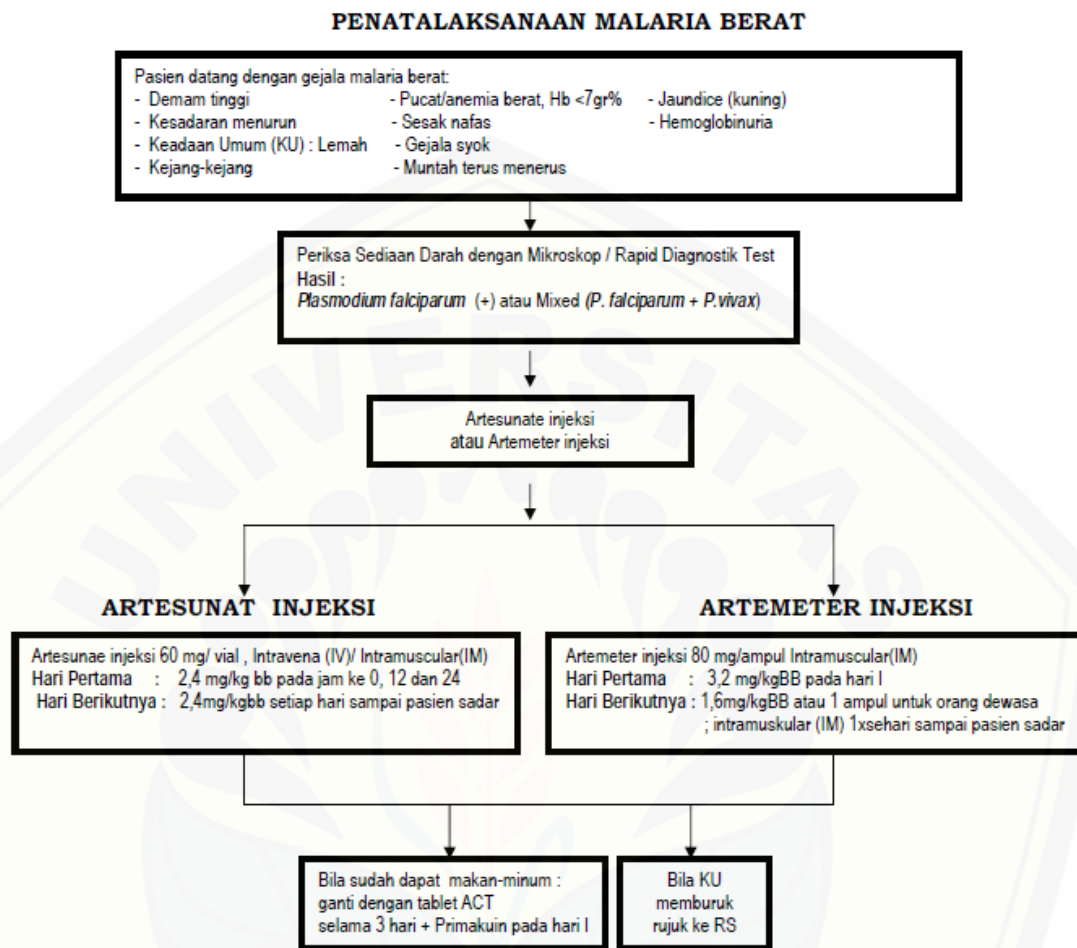 PENATALAKSANAAN MALARIA BERAT
Pasien datang dengan gejala malaria berat:
- Demam tinggi - Pucat/anemia berat, Hb <7gr% - Jaundice (kuning)
- Kesadaran menurun - Sesak nafas - Hemoglobinuria
- Keadaan Umum (KU) : Lemah - Gejala syok
- Kejang-kejang - Muntah terus menerus
Periksa Sediaan Darah dengan Mikroskop / Rapid Diagnostik Test
Hasil :
Plasmodium falciparum (+) atau Mixed (P. falciparum + P.vivax)
Artesunate injeksi
atau Artemeter injeksi
UNIVERSITAS
ARTESUNAT INJEKSI
Artesunae injeksi 60 mg/ vial , Intravena (IV)/ Intramuscular(IM)
Hari Pertama : 2,4 mg/kg bb pada jam ke 0, 12 dan 24
Hari Berikutnya : 2,4mg/kgbb setiap hari sampai pasien sadar
ARTEMETER INJEKSI
Artemeter injeksi 80 mg/ampul Intramuscular(IM)
Hari Pertama : 3,2 mg/kgBB pada hari I
Hari Berikutnya : 1,6mg/kgBB atau 1 ampul untuk orang dewasa
; intramuskular (IM) 1xsehari sampai pasien sadar
Bila sudah dapat makan-minum :
ganti dengan tablet ACT
selama 3 hari + Primakuin pada hari I
Bila KU
memburuk
rujuk ke RS